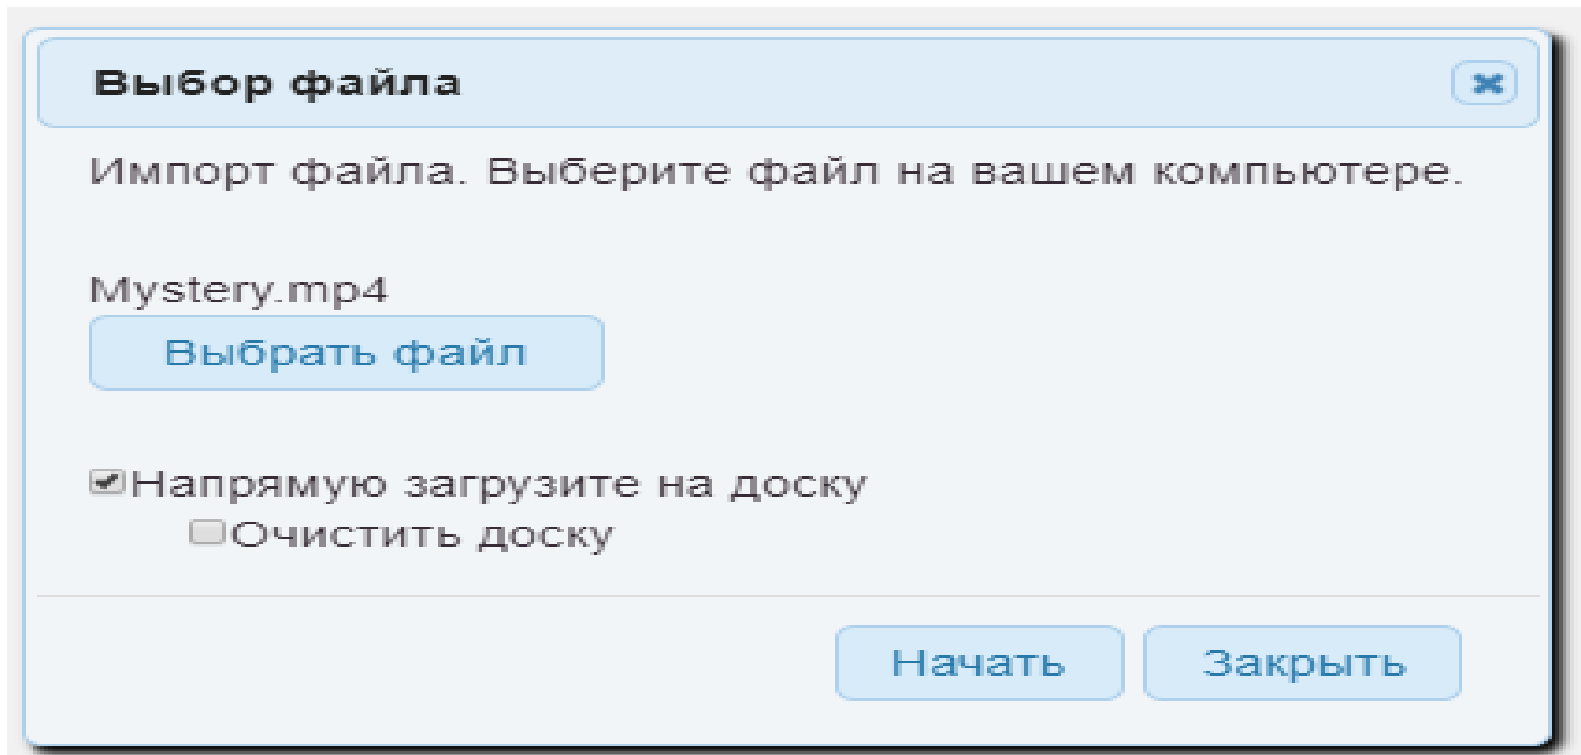 Выбор файла
Импорт файла. Выберите файл на вашем компьютере.
Mystery.mp4
Выбрать файл
Напрямую загрузите на доску
Очистить доску
Начать Закрыть